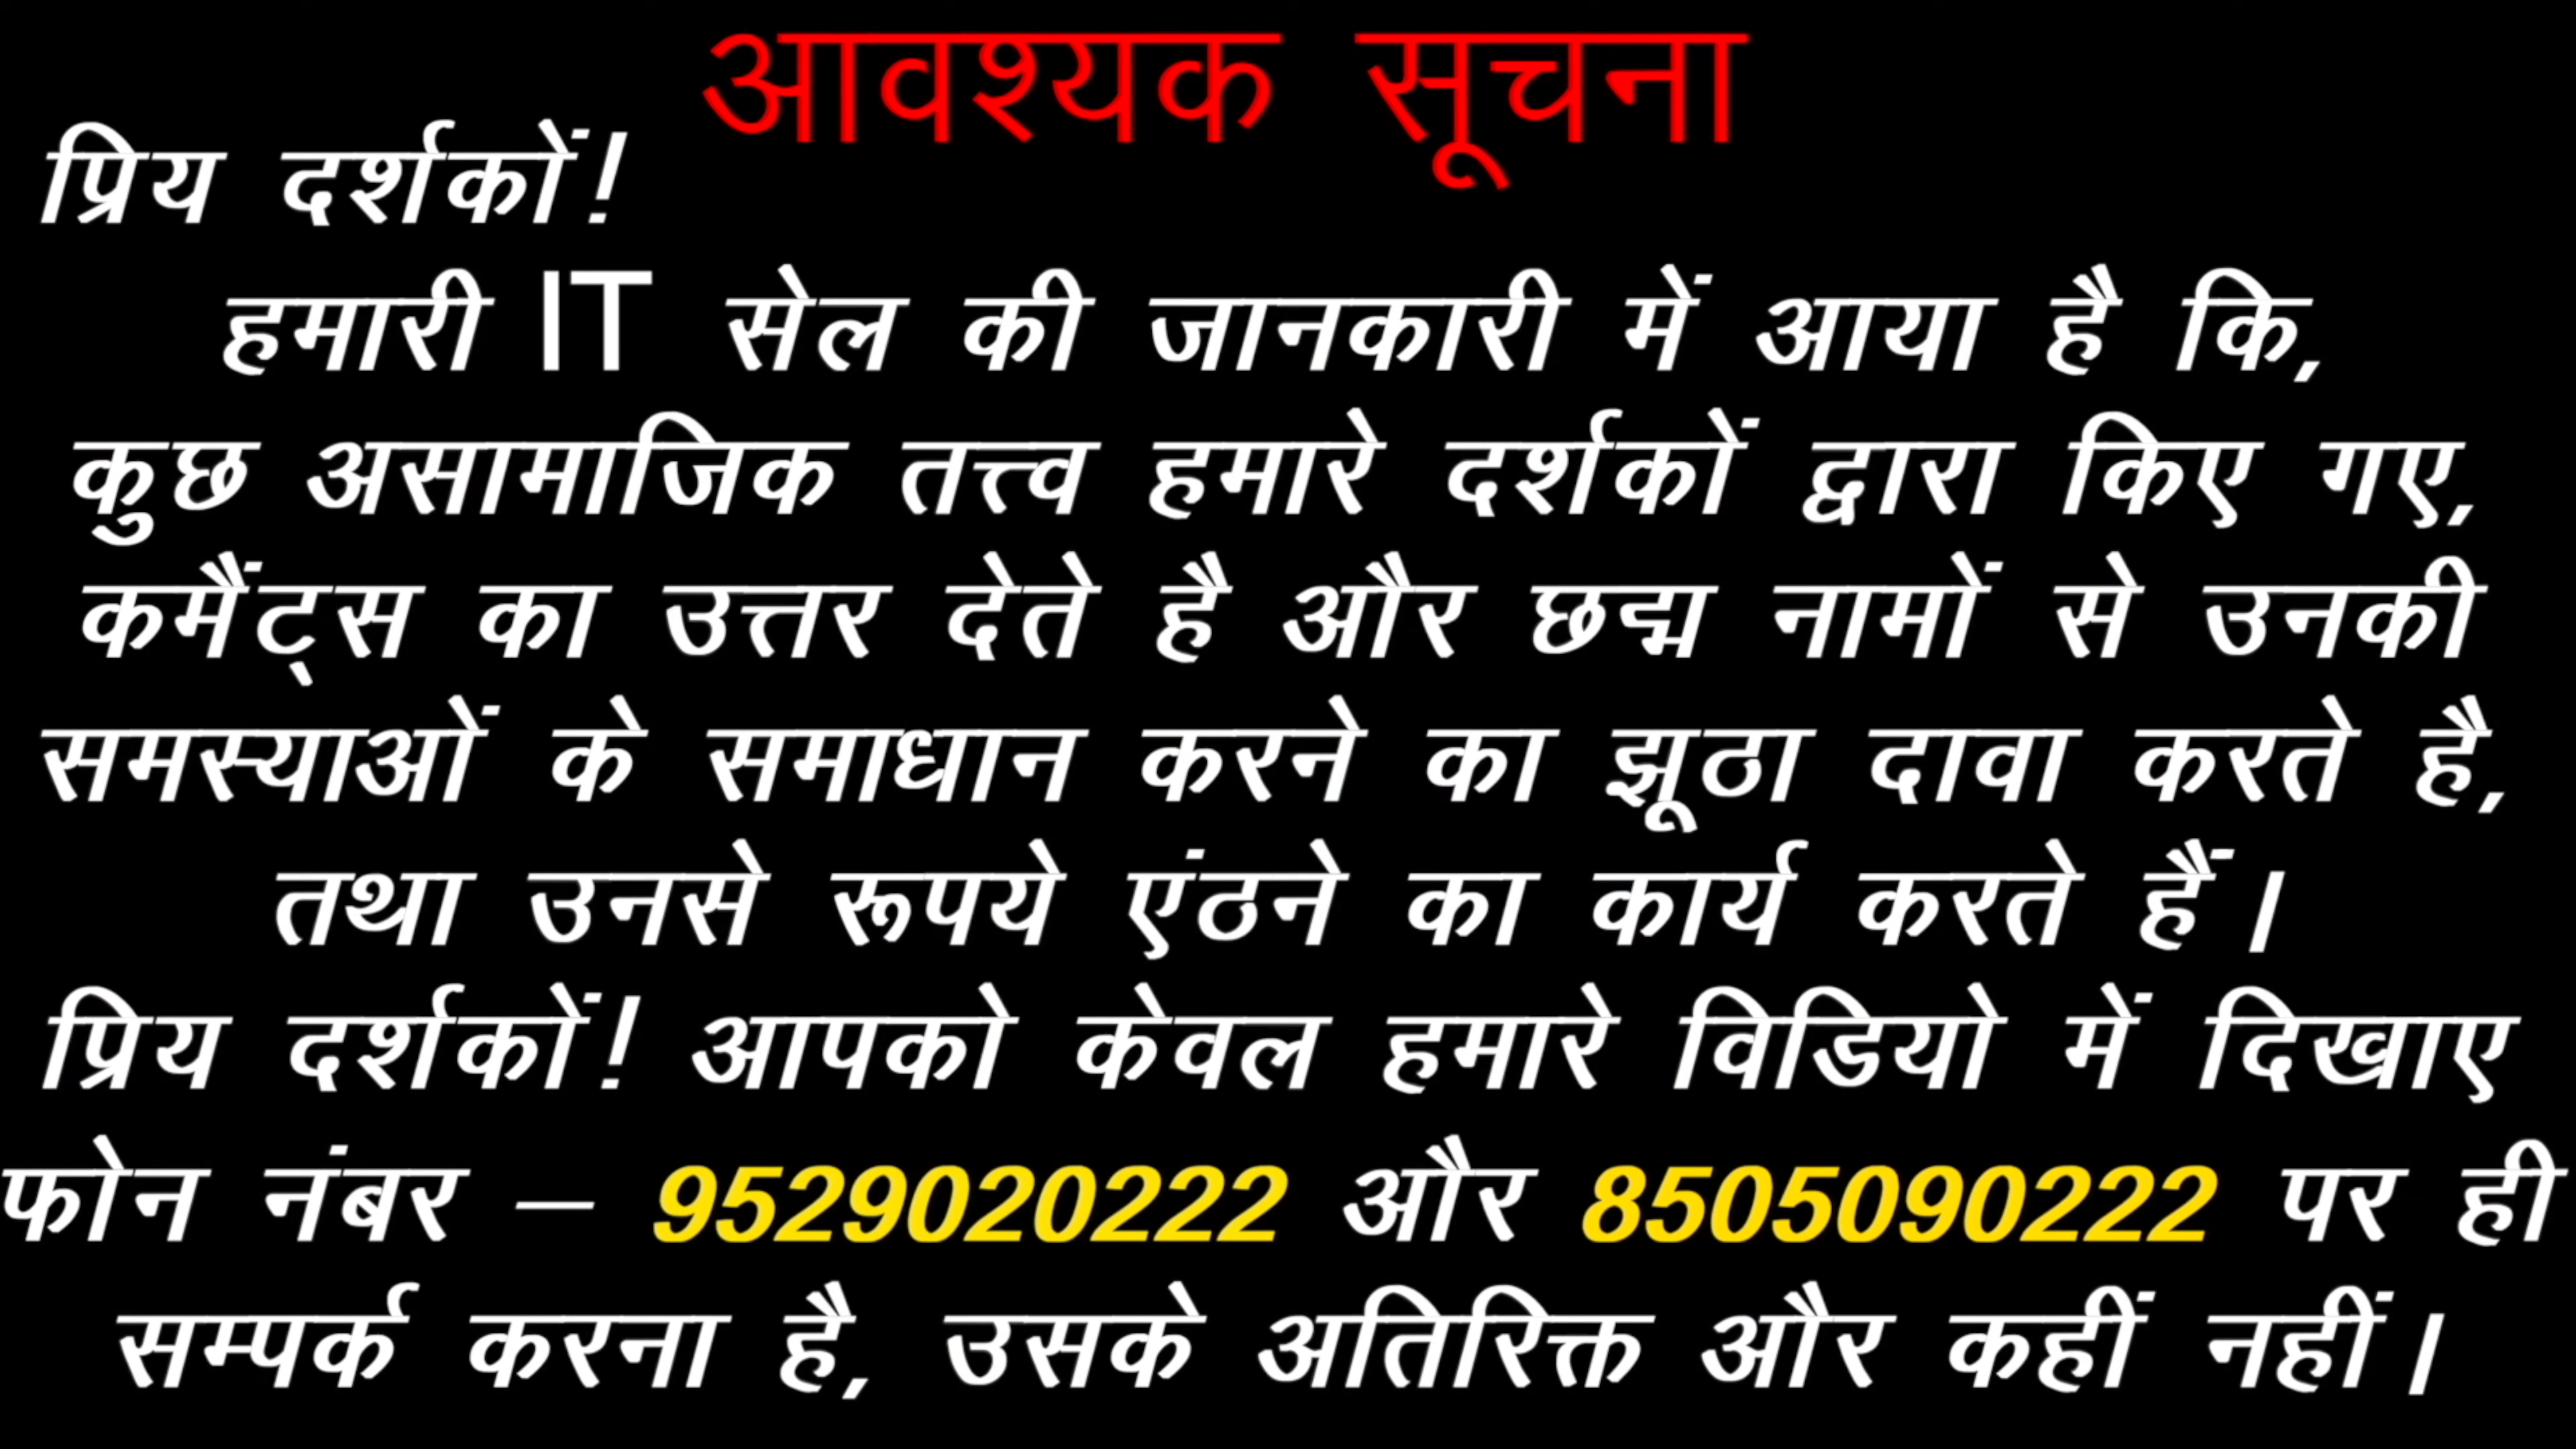 आवश्यक सूचना
प्रिय दर्शकों!
हमारी IT सेल की जानकारी में आया है कि,
कुछ असामाजिक तत्त्व हमारे दर्शकों द्वारा किए गए,
कमैंट्स का उत्तर देते है और छद्म नामों से उनकी
समस्याओं के समाधान करने का झूठा दावा करते है,
तथा उनसे रूपये एंठने का कार्य करते हैं।
प्रिय दर्शकों! आपको केवल हमारे विडियो में दिखाए
फोन नंबर – 9529020222 और 8505090222 पर ही
सम्पर्क करना है, उसके अतिरिक्त और कहीं नहीं।